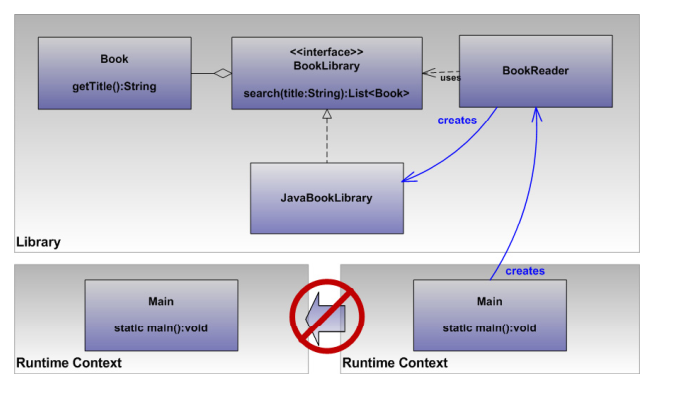 Book
getTitle():String
<<interface>>
BookLibrary
search(title:String):List<Book>
uses
BookReader
creates
JavaBookLibrary
Library
creates
Main
static main():void
Runtime Context
Main
static main():void
Runtime Context